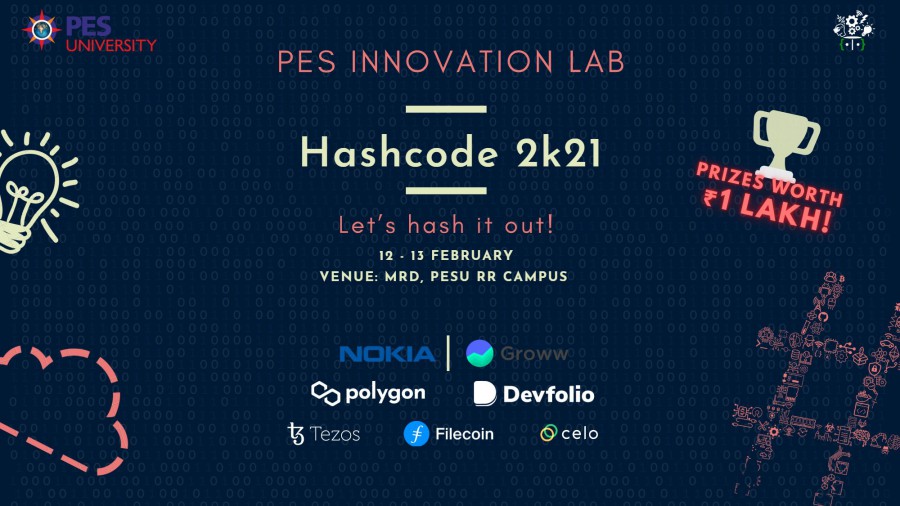 PES
UNIVERSITY
PES INNOVATION LAB
Hashcode 2k21
PRIZES WORTH
₹1 LAKH!
Let's hash it out!
12 - 13 FEBRUARY
VENUE: MRD, PESU RR CAMPUS
NOKIA
Groww
polygon
Devfolio
Tezos
Filecoin
celo